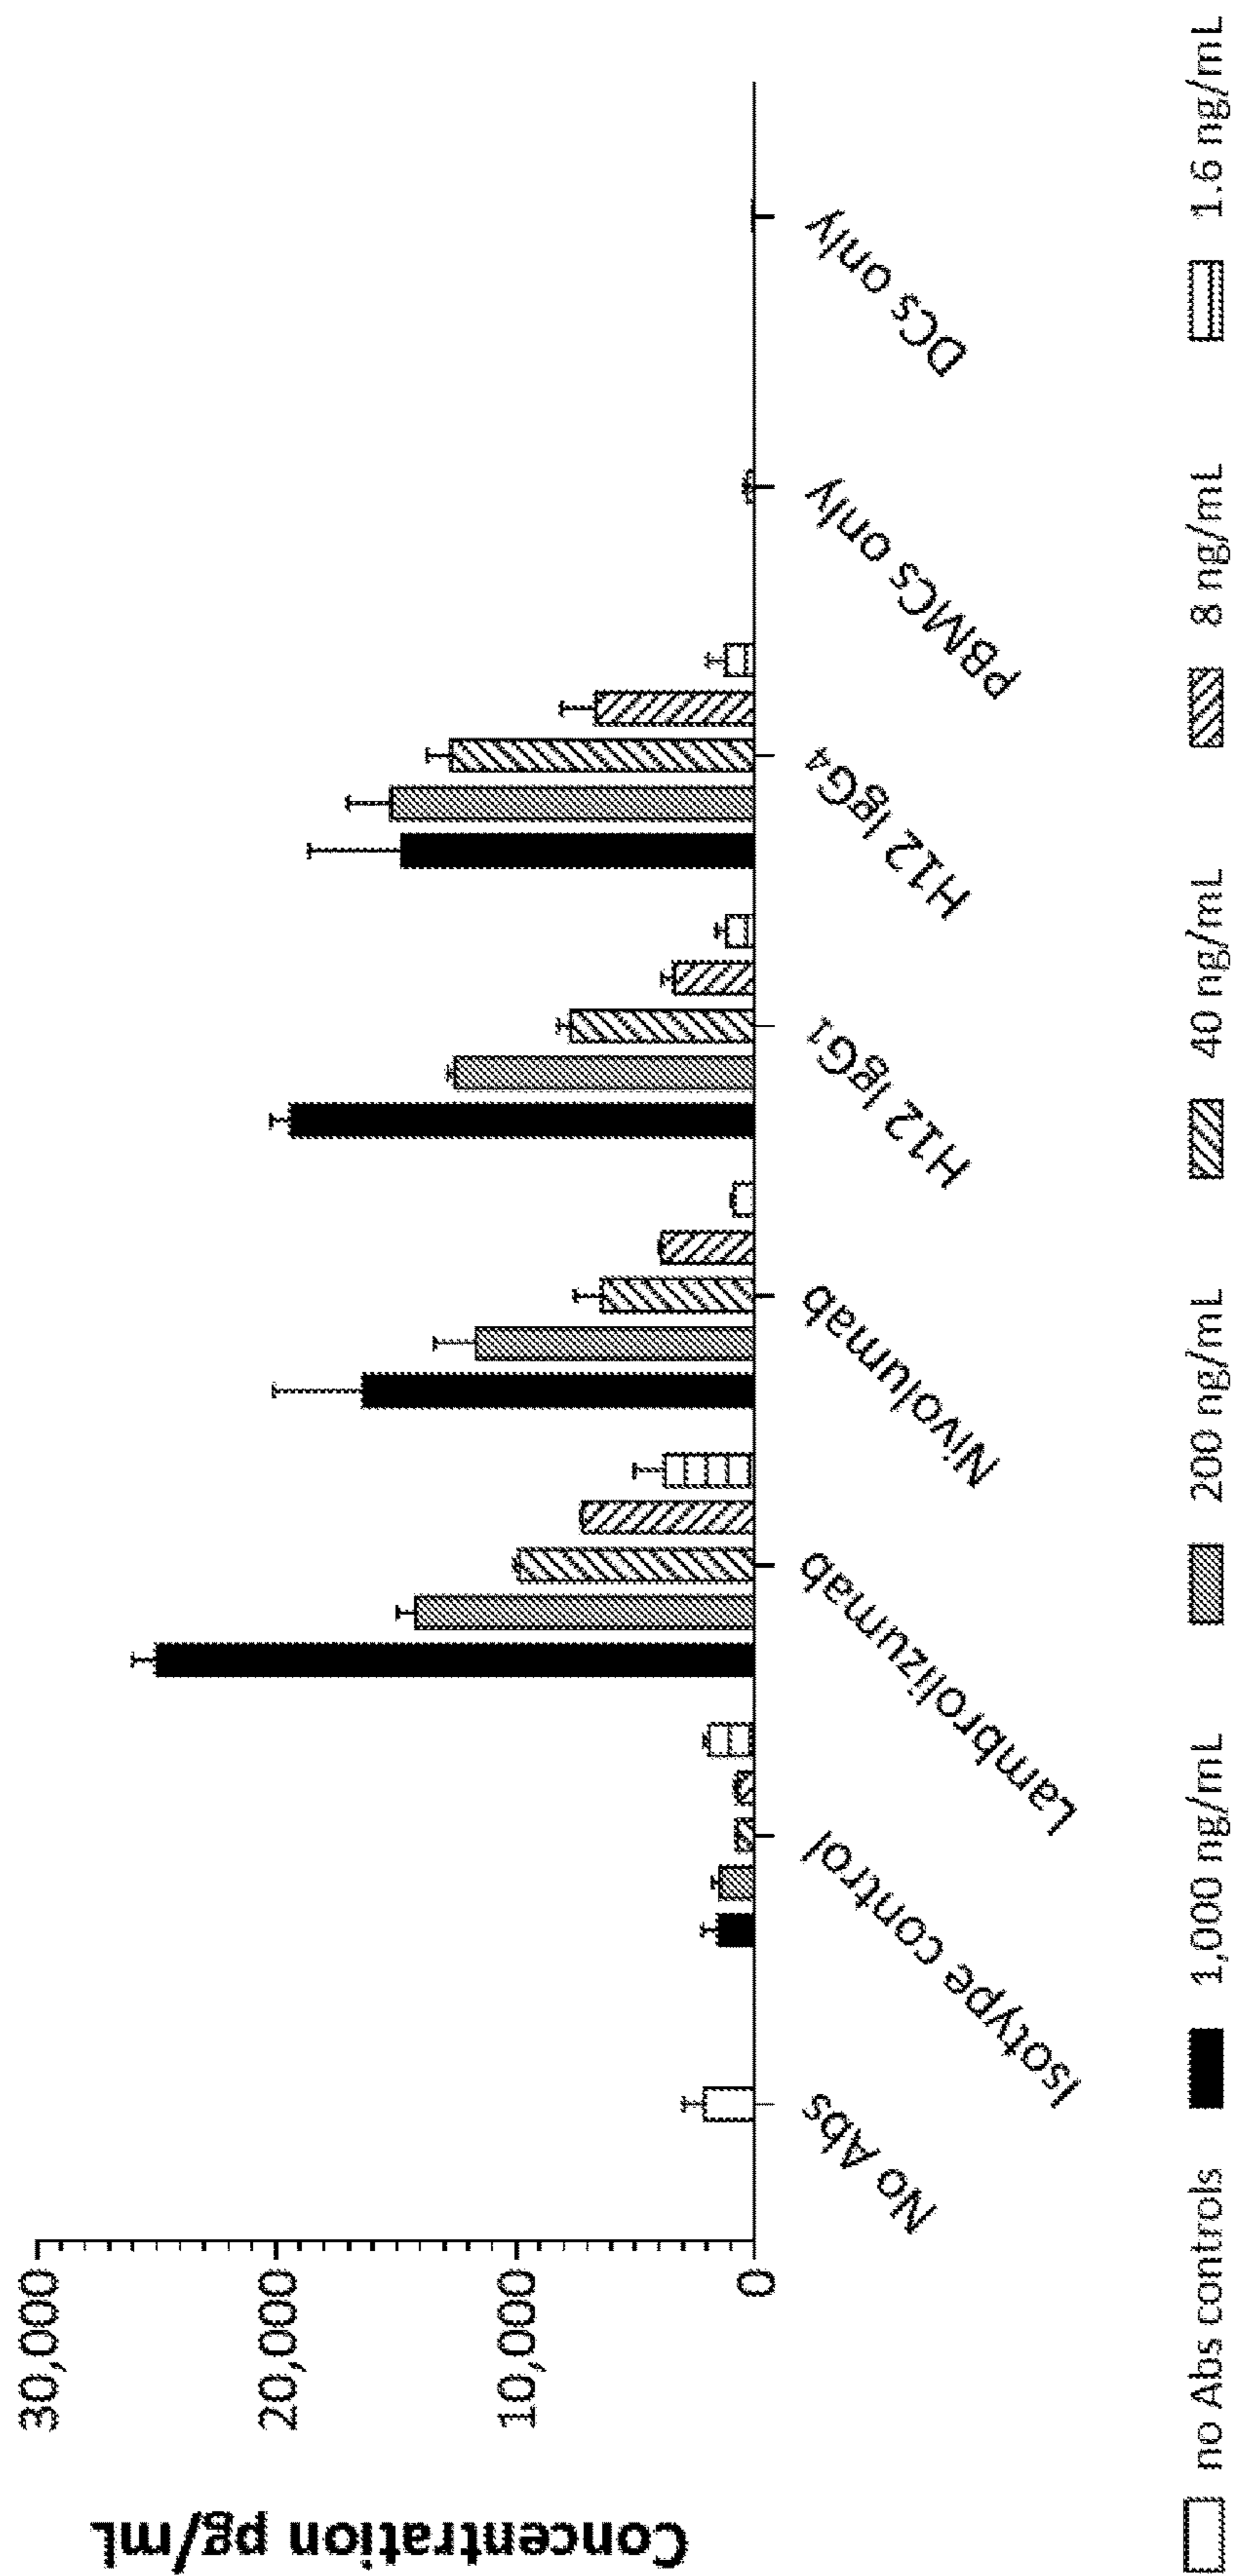 Concentration pg/mL
30,000
20,000
10,000
0
No Abs
Isotype control
Lambrolizumab
Nivolumab
H12 IgG1
H12 IgG4
PBMCs only
DCs only
no Abs controls 1,000 ng/mL 200 ng/mL 40 ng/mL 8 ng/mL 1.6 ng/mL